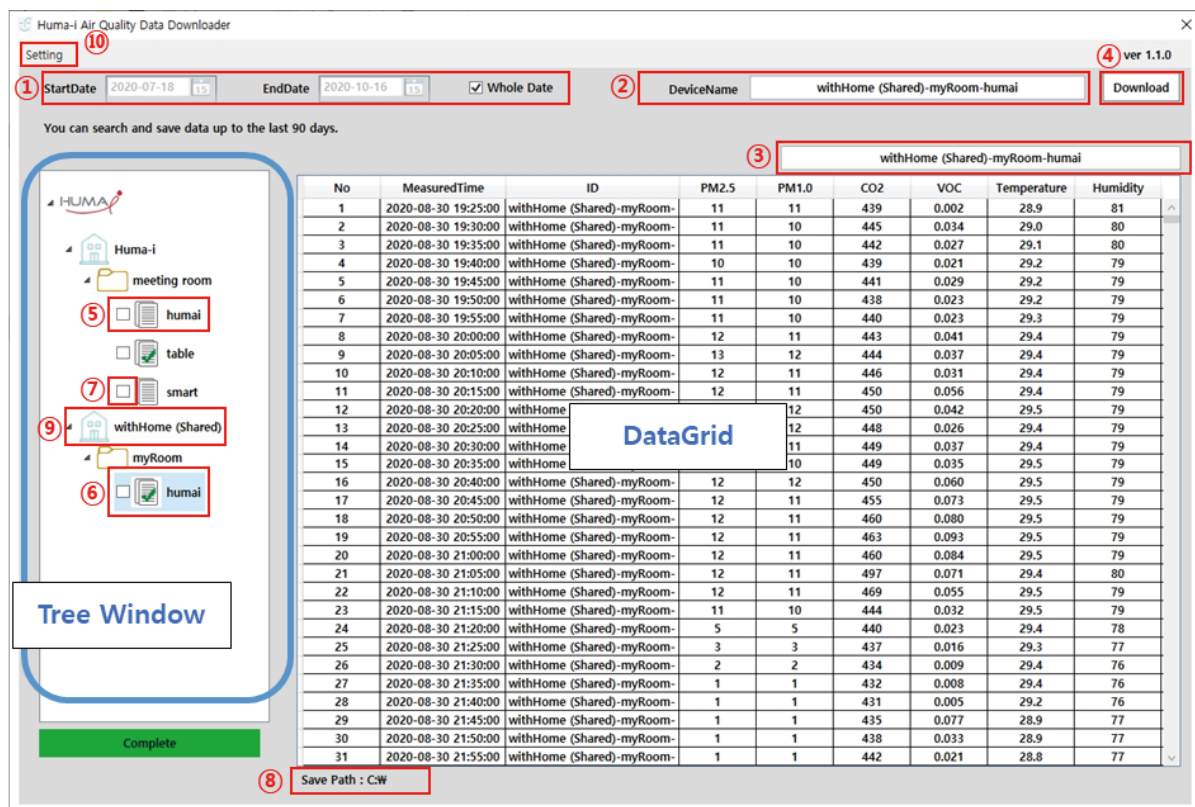 Huma-i Air Quality Data Downloader
Setting ⑩
④ ver 1.1.0
① StartDate 2020-07-18 15 EndDate 2020-10-16 15 Whole Date ② DeviceName withHome (Shared)-myRoom-humai Download
You can search and save data up to the last 90 days.
③ withHome (Shared)-myRoom-humai
HUMAi
Huma-i
meeting room
⑤ humai
table
⑦ smart
⑨ withHome (Shared)
myRoom
⑥ humai
Tree Window
Complete
No MeasuredTime ID PM2.5 PM1.0 CO2 VOC Temperature Humidity
1 2020-08-30 19:25:00 withHome (Shared)-myRoom- 11 11 439 0.002 28.9 81
2 2020-08-30 19:30:00 withHome (Shared)-myRoom- 11 10 445 0.034 29.0 80
3 2020-08-30 19:35:00 withHome (Shared)-myRoom- 11 10 442 0.027 29.1 80
4 2020-08-30 19:40:00 withHome (Shared)-myRoom- 10 10 439 0.021 29.2 79
5 2020-08-30 19:45:00 withHome (Shared)-myRoom- 11 10 441 0.029 29.2 79
6 2020-08-30 19:50:00 withHome (Shared)-myRoom- 11 10 438 0.023 29.2 79
7 2020-08-30 19:55:00 withHome (Shared)-myRoom- 11 10 440 0.023 29.3 79
8 2020-08-30 20:00:00 withHome (Shared)-myRoom- 12 11 443 0.041 29.4 79
9 2020-08-30 20:05:00 withHome (Shared)-myRoom- 13 12 444 0.037 29.4 79
10 2020-08-30 20:10:00 withHome (Shared)-myRoom- 12 11 446 0.031 29.4 79
11 2020-08-30 20:15:00 withHome (Shared)-myRoom- 12 11 450 0.056 29.4 79
12 2020-08-30 20:20:00 withHome 12 450 0.042 29.5 79
13 2020-08-30 20:25:00 withHome 12 448 0.026 29.4 79
14 2020-08-30 20:30:00 withHome 11 449 0.037 29.4 79
15 2020-08-30 20:35:00 withHome 10 449 0.035 29.5 79
DataGrid
16 2020-08-30 20:40:00 withHome (Shared)-myRoom- 12 12 450 0.060 29.5 79
17 2020-08-30 20:45:00 withHome (Shared)-myRoom- 12 11 455 0.073 29.5 79
18 2020-08-30 20:50:00 withHome (Shared)-myRoom- 12 11 460 0.080 29.5 79
19 2020-08-30 20:55:00 withHome (Shared)-myRoom- 12 11 463 0.093 29.5 79
20 2020-08-30 21:00:00 withHome (Shared)-myRoom- 12 11 460 0.084 29.5 79
21 2020-08-30 21:05:00 withHome (Shared)-myRoom- 12 11 497 0.071 29.4 80
22 2020-08-30 21:10:00 withHome (Shared)-myRoom- 12 11 469 0.055 29.5 79
23 2020-08-30 21:15:00 withHome (Shared)-myRoom- 11 10 444 0.032 29.5 79
24 2020-08-30 21:20:00 withHome (Shared)-myRoom- 5 5 440 0.023 29.4 78
25 2020-08-30 21:25:00 withHome (Shared)-myRoom- 3 3 437 0.016 29.3 77
26 2020-08-30 21:30:00 withHome (Shared)-myRoom- 2 2 434 0.009 29.4 76
27 2020-08-30 21:35:00 withHome (Shared)-myRoom- 1 1 432 0.008 29.4 76
28 2020-08-30 21:40:00 withHome (Shared)-myRoom- 1 1 431 0.005 29.2 76
29 2020-08-30 21:45:00 withHome (Shared)-myRoom- 1 1 435 0.077 28.9 77
30 2020-08-30 21:50:00 withHome (Shared)-myRoom- 1 1 438 0.033 28.9 77
31 2020-08-30 21:55:00 withHome (Shared)-myRoom- 1 1 442 0.021 28.8 77
⑧ Save Path : C:₩